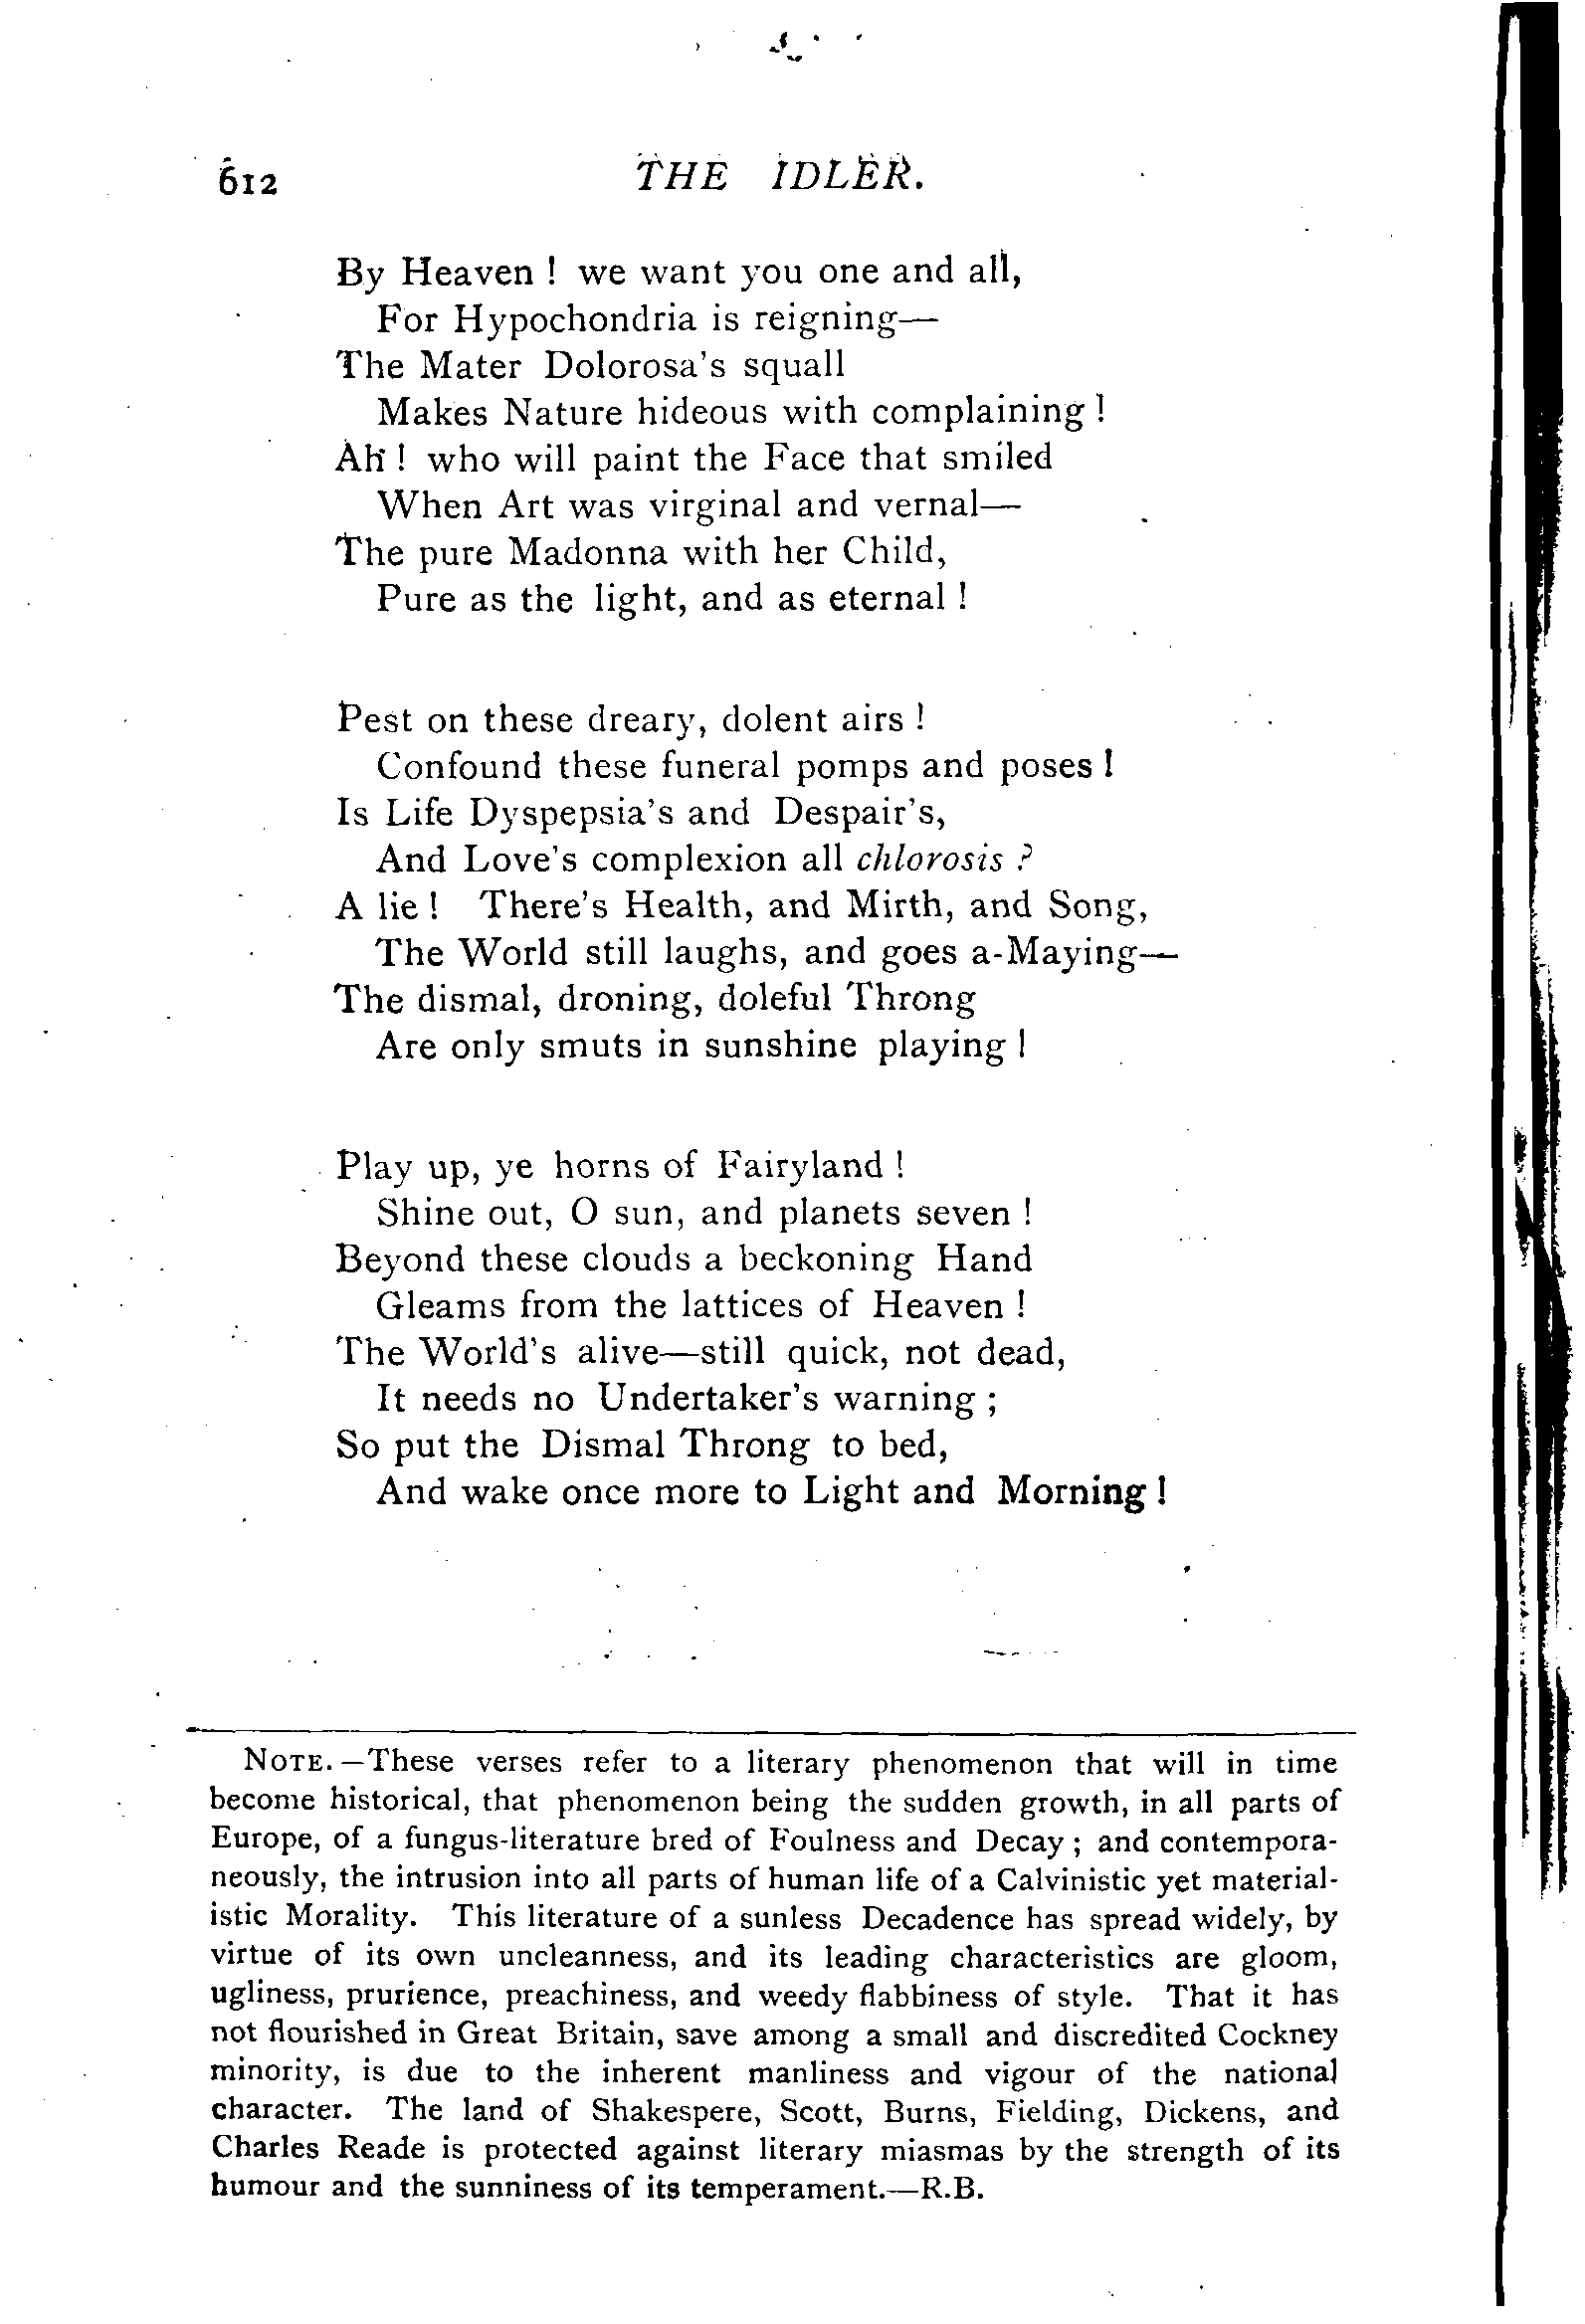 612 THE IDLER.
By Heaven ! we want you one and all,
For Hypochondria is reigning—
The Mater Dolorosa's squall
Makes Nature hideous with complaining !
Ah ! who will paint the Face that smiled
When Art was virginal and vernal—
The pure Madonna with her Child,
Pure as the light, and as eternal !
Pest on these dreary, dolent airs !
Confound these funeral pomps and poses !
Is Life Dyspepsia's and Despair's,
And Love's complexion all chlorosis ?
A lie ! There's Health, and Mirth, and Song,
The World still laughs, and goes a-Maying—
The dismal, droning, doleful Throng
Are only smuts in sunshine playing !
Play up, ye horns of Fairyland !
Shine out, O sun, and planets seven !
Beyond these clouds a beckoning Hand
Gleams from the lattices of Heaven !
The World's alive—still quick, not dead,
It needs no Undertaker's warning ;
So put the Dismal Throng to bed,
And wake once more to Light and Morning !
NOTE.—These verses refer to a literary phenomenon that will in time
become historical, that phenomenon being the sudden growth, in all parts of
Europe, of a fungus-literature bred of Foulness and Decay ; and contempora-
neously, the intrusion into all parts of human life of a Calvinistic yet material-
istic Morality. This literature of a sunless Decadence has spread widely, by
virtue of its own uncleanness, and its leading characteristics are gloom,
ugliness, prurience, preachiness, and weedy flabbiness of style. That it has
not flourished in Great Britain, save among a small and discredited Cockney
minority, is due to the inherent manliness and vigour of the national
character. The land of Shakespere, Scott, Burns, Fielding, Dickens, and
Charles Reade is protected against literary miasmas by the strength of its
humour and the sunniness of its temperament.—R.B.